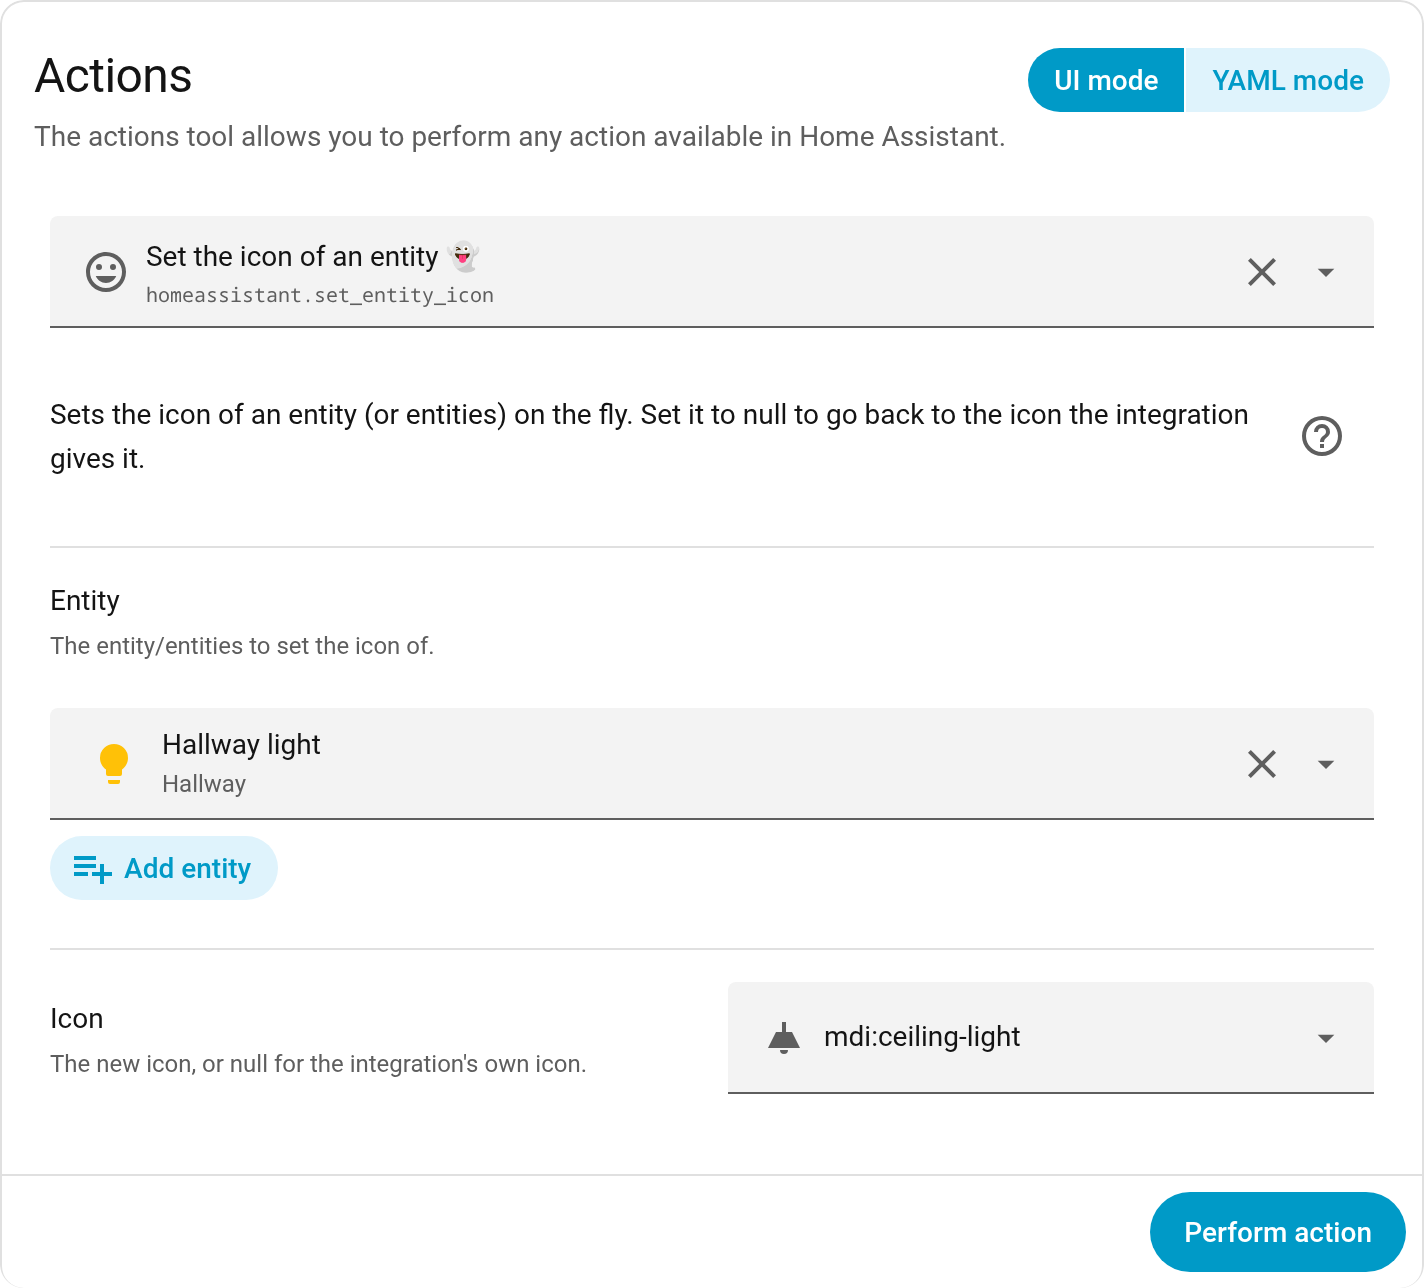 Actions
UI mode
YAML mode
The actions tool allows you to perform any action available in Home Assistant.
Set the icon of an entity 👻
homeassistant.set_entity_icon
Sets the icon of an entity (or entities) on the fly. Set it to null to go back to the icon the integration
gives it.
Entity
The entity/entities to set the icon of.
Hallway light
Hallway
Add entity
Icon
The new icon, or null for the integration's own icon.
mdi:ceiling-light
Perform action